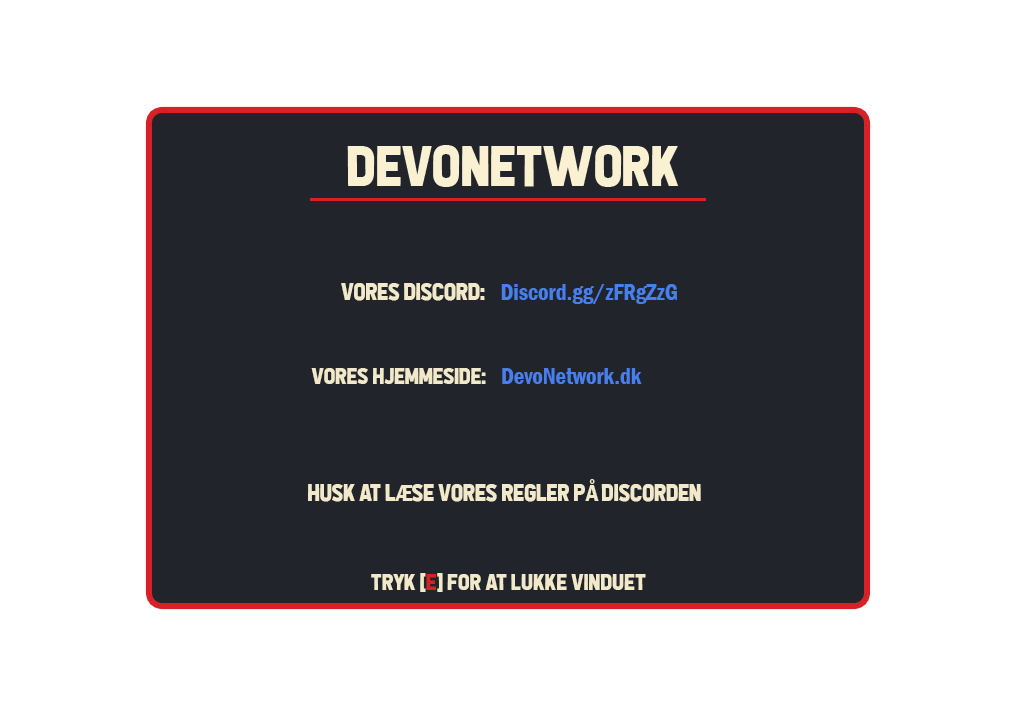 DEVONETWORK
VORES DISCORD: Discord.gg/zFRgZzG
VORES HJEMMESIDE: DevoNetwork.dk
HUSK AT LÆSE VORES REGLER PÅ DISCORDEN
TRYK [E] FOR AT LUKKE VINDUET